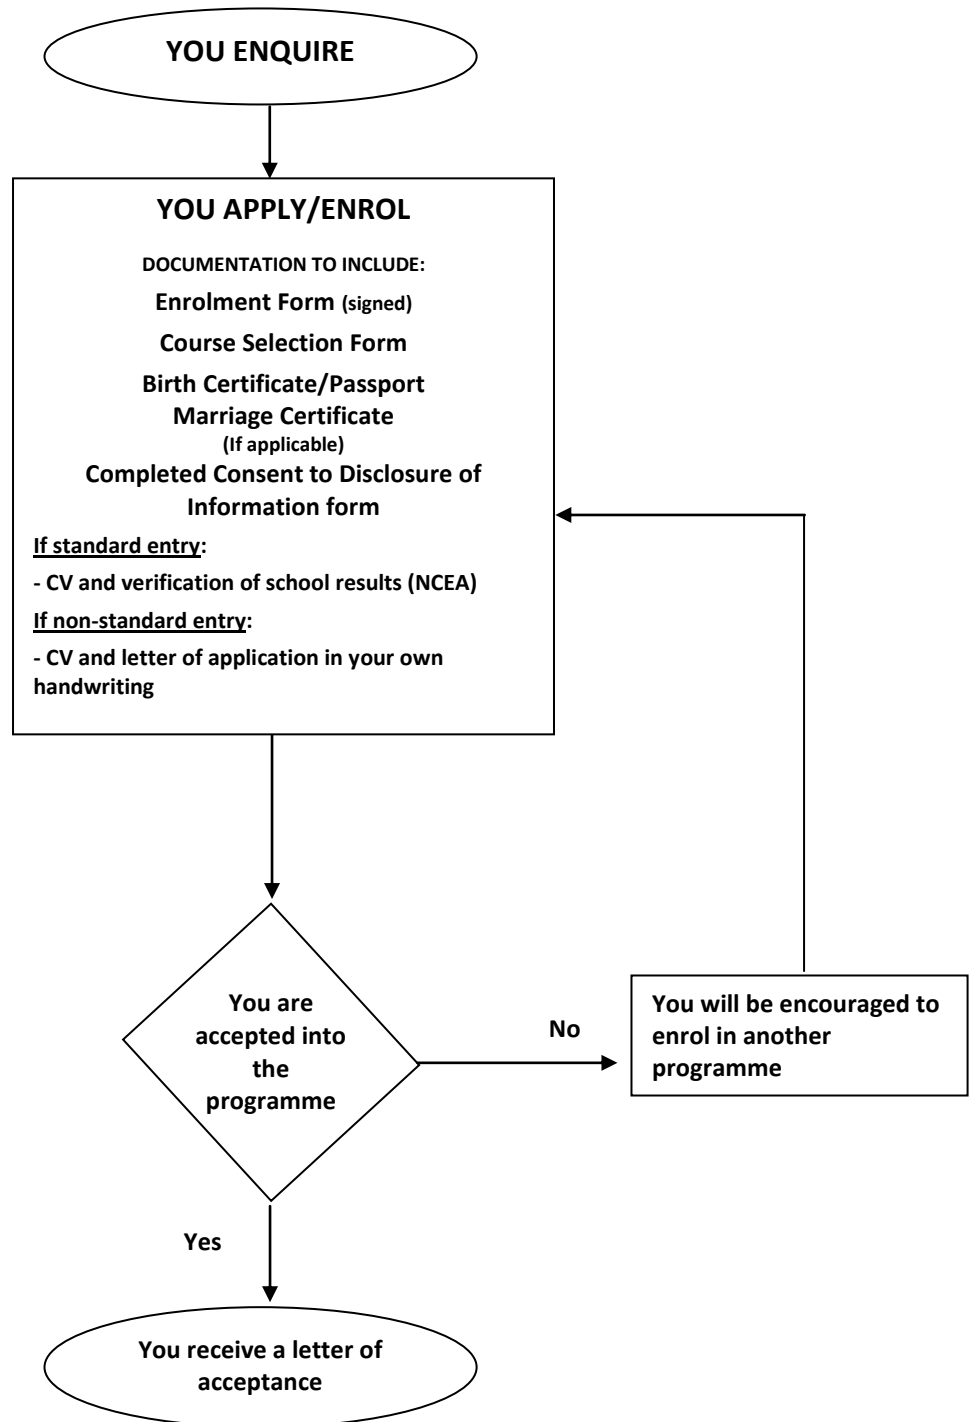 YOU ENQUIRE
YOU APPLY/ENROL
DOCUMENTATION TO INCLUDE:
Enrolment Form (signed)
Course Selection Form
Birth Certificate/Passport
Marriage Certificate
(If applicable)
Completed Consent to Disclosure of
Information form
If standard entry:
- CV and verification of school results (NCEA)
If non-standard entry:
- CV and letter of application in your own
handwriting
You are
accepted into
the
programme
No
You will be encouraged to
enrol in another
programme
Yes
You receive a letter of
acceptance